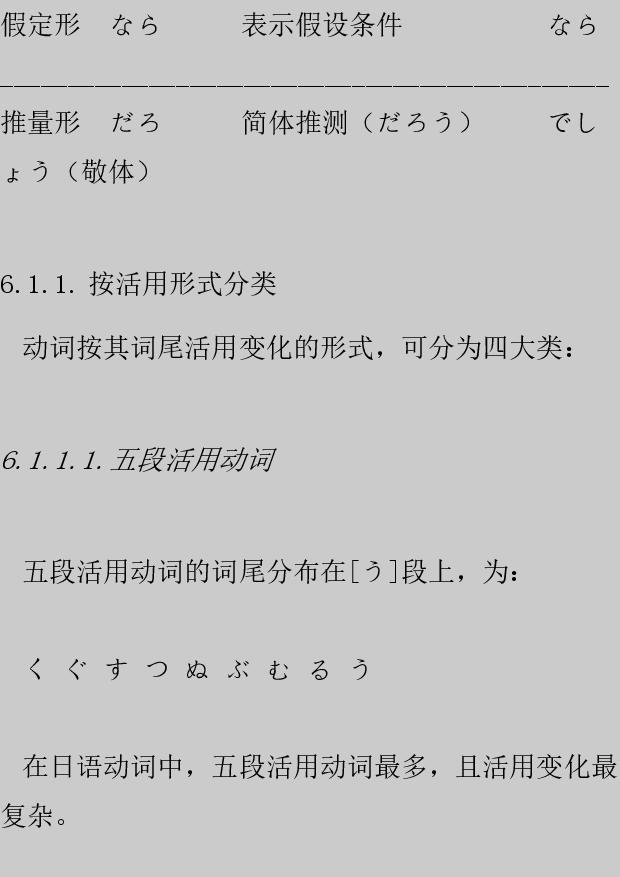 假定形　なら　　　表示假设条件　　　　　なら
————————————————————————————————
推量形　だろ　　　简体推测（だろう）　　でし
ょう（敬体）
6.1.1. 按活用形式分类
动词按其词尾活用变化的形式，可分为四大类：
6.1.1.1. 五段活用动词
五段活用动词的词尾分布在[う]段上，为：
く ぐ す つ ぬ ぶ む る う
在日语动词中，五段活用动词最多，且活用变化最
复杂。